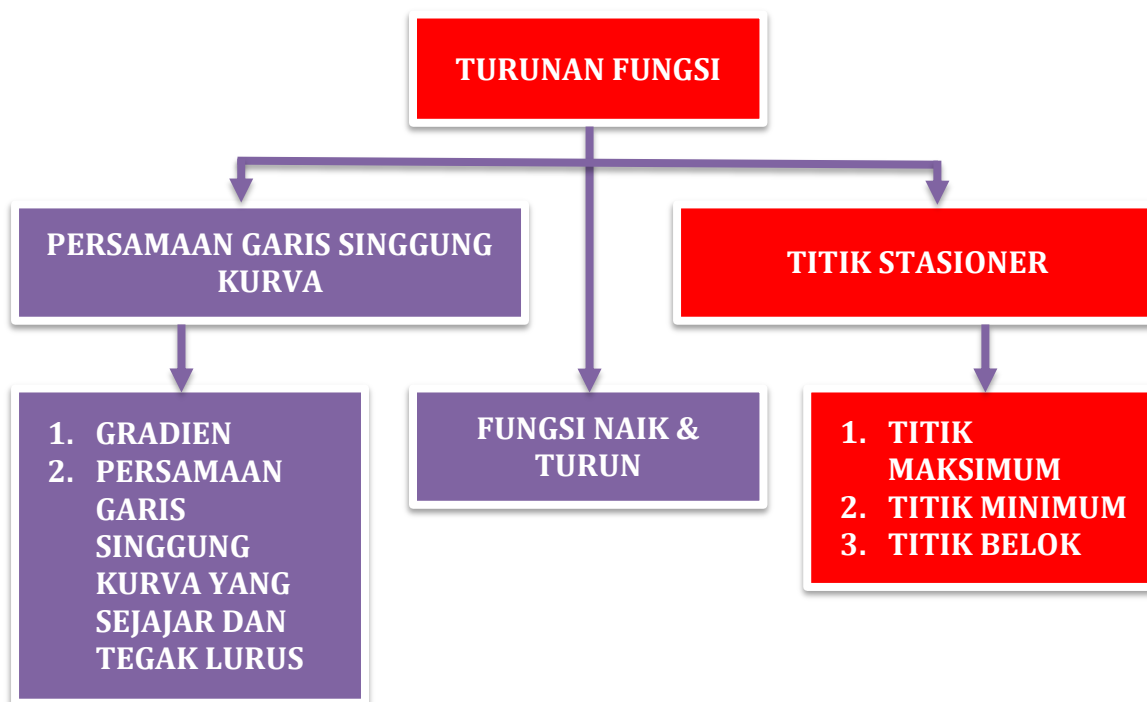 TURUNAN FUNGSI
PERSAMAAN GARIS SINGGUNG
KURVA
TITIK STASIONER
1. GRADIEN
2. PERSAMAAN
GARIS
SINGGUNG
KURVA YANG
SEJAJAR DAN
TEGAK LURUS
FUNGSI NAIK &
TURUN
1. TITIK
MAKSIMUM
2. TITIK MINIMUM
3. TITIK BELOK